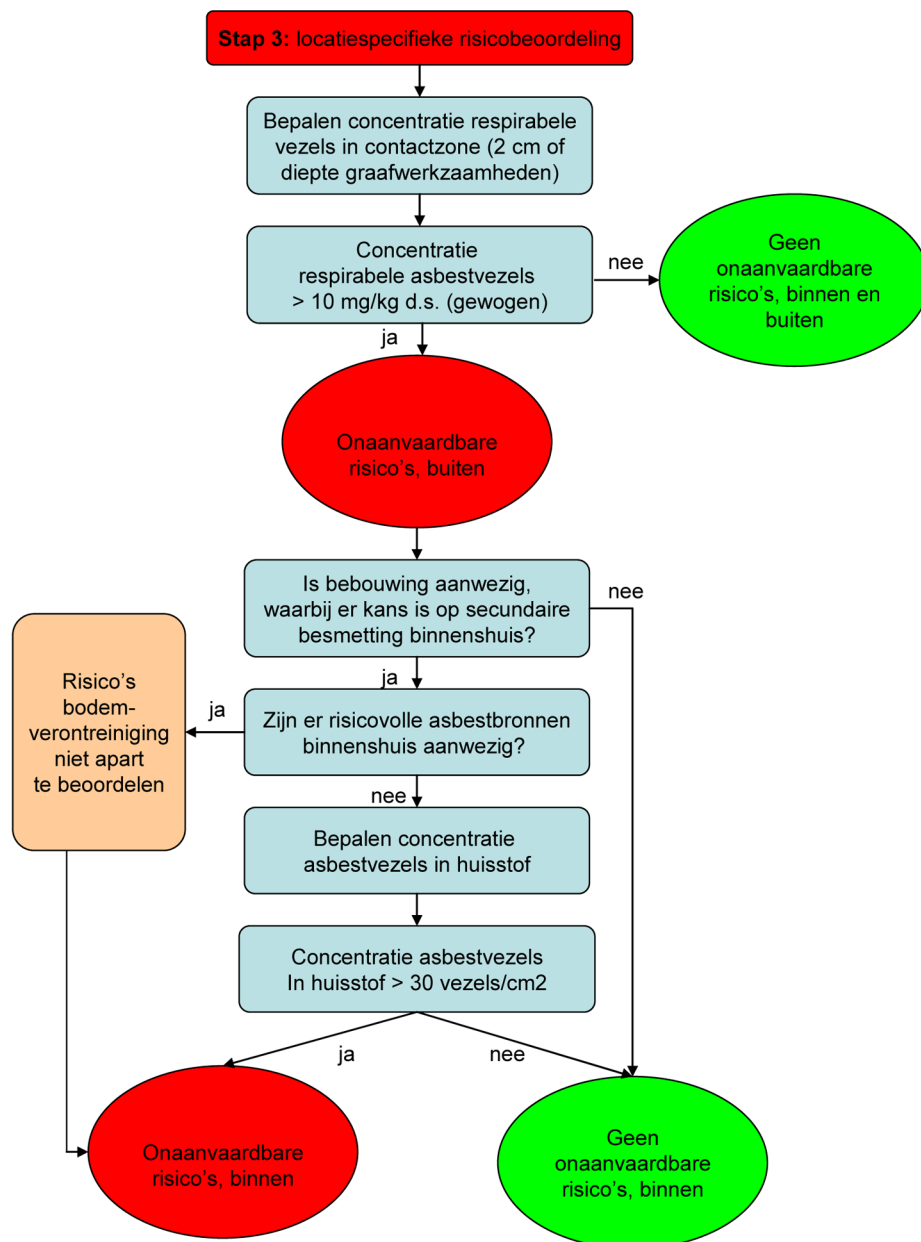 Stap 3: locatiespecifieke risicobeoordeling
Bepalen concentratie respirabele
vezels in contactzone (2 cm of
diepte graafwerkzaamheden)
Concentratie
respirabele asbestvezels
> 10 mg/kg d.s. (gewogen)
nee
Geen
onaanvaardbare
risico’s, binnen en
buiten
ja
Onaanvaardbare
risico’s, buiten
Is bebouwing aanwezig,
waarbij er kans is op secundaire
besmetting binnenshuis?
nee
ja
Zijn er risicovolle asbestbronnen
binnenshuis aanwezig?
ja
Risico’s
bodem-
verontreiniging
niet apart
te beoordelen
nee
Bepalen concentratie
asbestvezels in huisstof
Concentratie asbestvezels
In huisstof > 30 vezels/cm2
ja
nee
Onaanvaardbare
risico’s, binnen
Geen
onaanvaardbare
risico’s, binnen